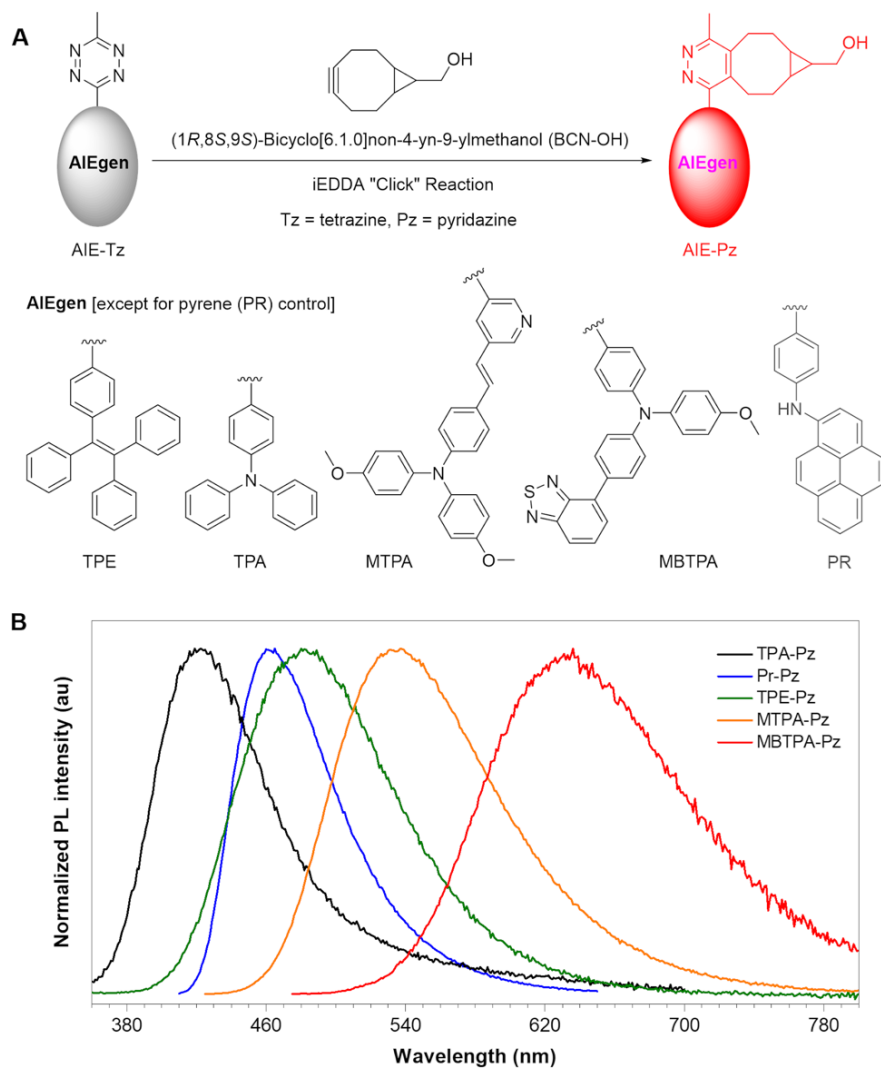 A
N
N
N
N
AIEgen
AIE-Tz
OH
(1R,8S,9S)-Bicyclo[6.1.0]non-4-yn-9-ylmethanol (BCN-OH)
iEDDA "Click" Reaction
Tz = tetrazine, Pz = pyridazine
OH
N
N
AIEgen
AIE-Pz
AIEgen [except for pyrene (PR) control]
TPE
N
TPA
N
O
N
O
MTPA
N
O
N
S
N
MBTPA
HN
PR
B
Normalized PL intensity (au)
TPA-Pz
Pr-Pz
TPE-Pz
MTPA-Pz
MBTPA-Pz
380 460 540 620 700 780
Wavelength (nm)